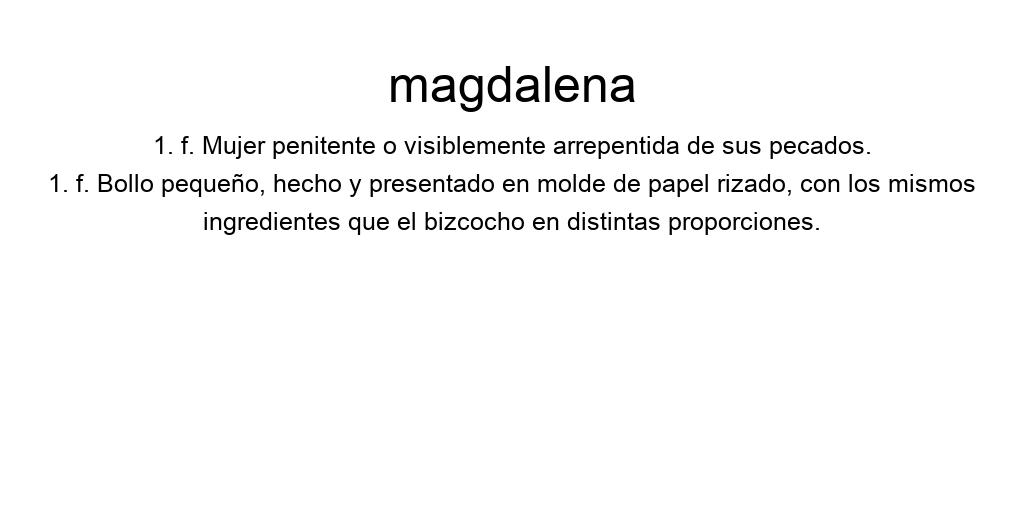 magdalena
1. f. Mujer penitente o visiblemente arrepentida de sus pecados.
1. f. Bollo pequeño, hecho y presentado en molde de papel rizado, con los mismos
ingredientes que el bizcocho en distintas proporciones.